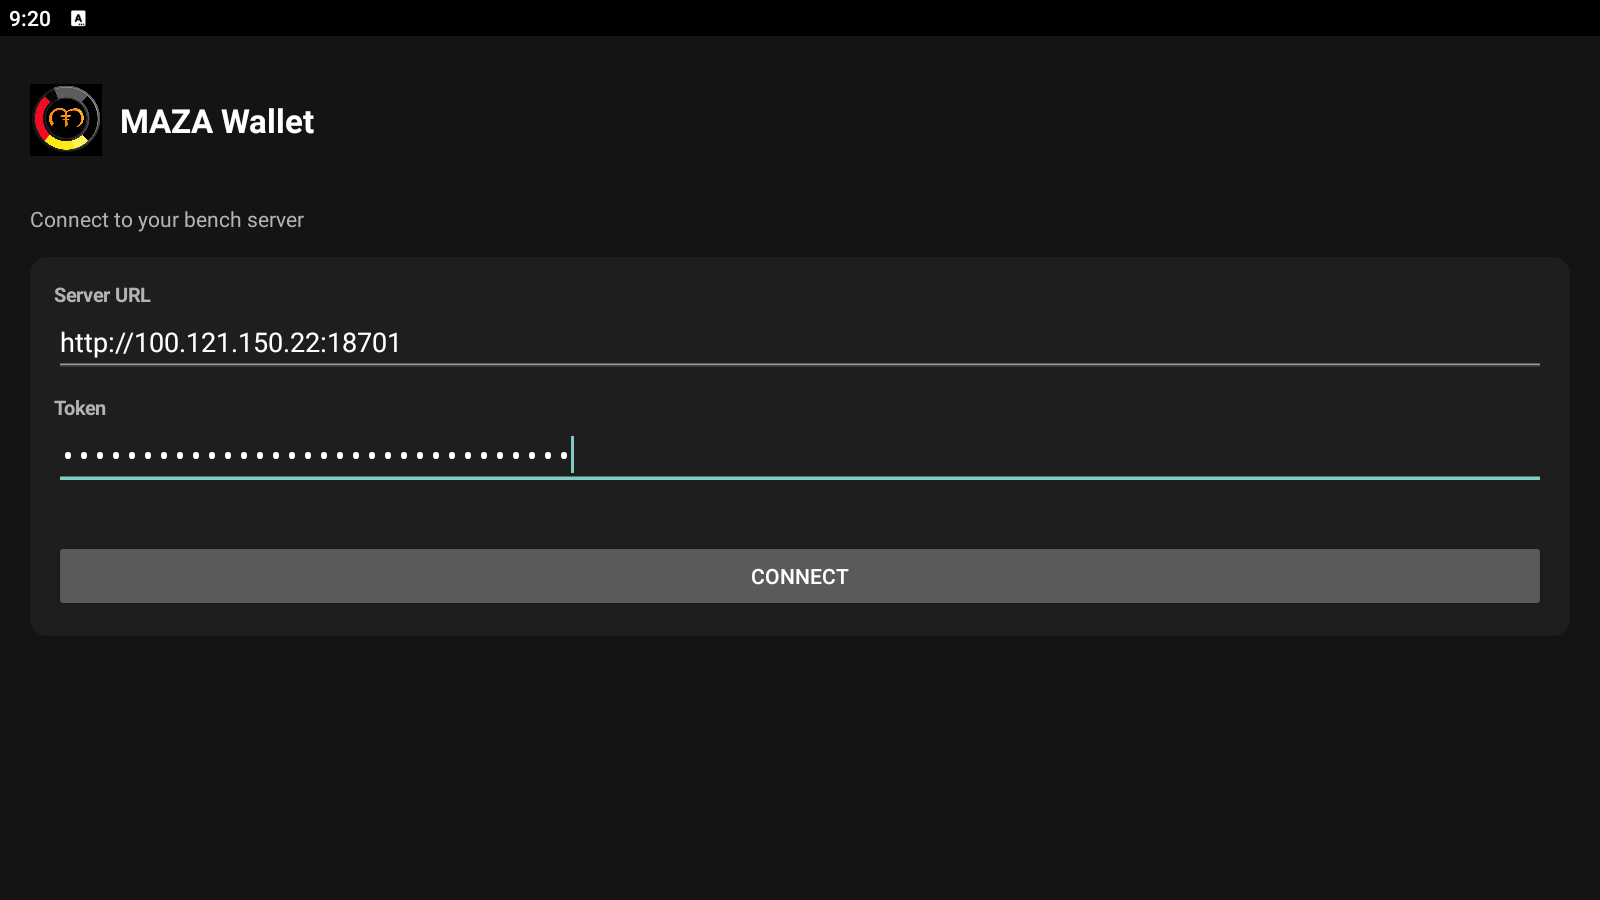 9:20
A
MAZA Wallet
Connect to your bench server
Server URL
http://100.121.150.22:18701
Token
••••••••••••••••••••••••••••••••
CONNECT